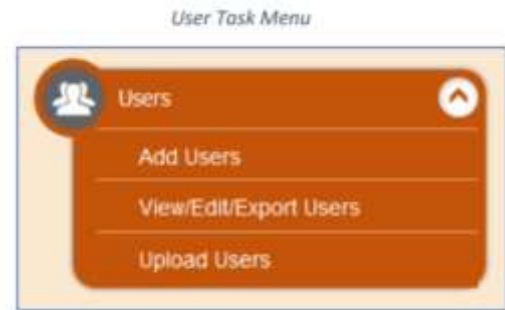 User Task Menu
Users
Add Users
View/Edit/Export Users
Upload Users